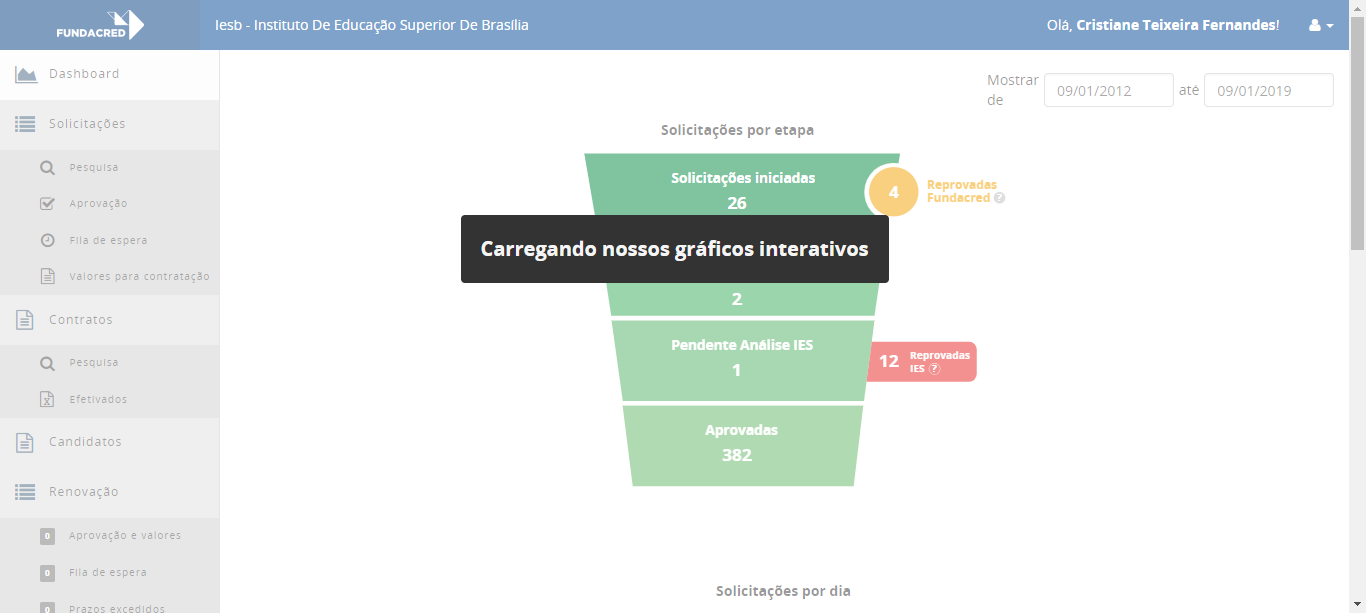 FUNDACRED
Iesb - Instituto De Educação Superior De Brasília
Olá, Cristiane Teixeira Fernandes!
Dashboard
Solicitações
Pesquisa
Aprovação
Fila de espera
Valores para contratação
Contratos
Pesquisa
Efetivados
Candidatos
Renovação
0 Aprovação e valores
0 Fila de espera
0 Prazos excedidos
Mostrar
de
09/01/2012
até
09/01/2019
Solicitações por etapa
Solicitações iniciadas
26
4
Reprovadas
Fundacred ?
Carregando nossos gráficos interativos
2
Pendente Análise IES
1
12
Reprovadas
IES ?
Aprovadas
382
Solicitações por dia